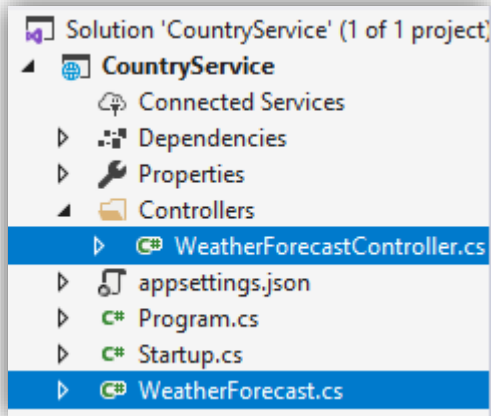 Solution 'CountryService' (1 of 1 project)
CountryService
Connected Services
Dependencies
Properties
Controllers
C# WeatherForecastController.cs
appsettings.json
C# Program.cs
C# Startup.cs
C# WeatherForecast.cs